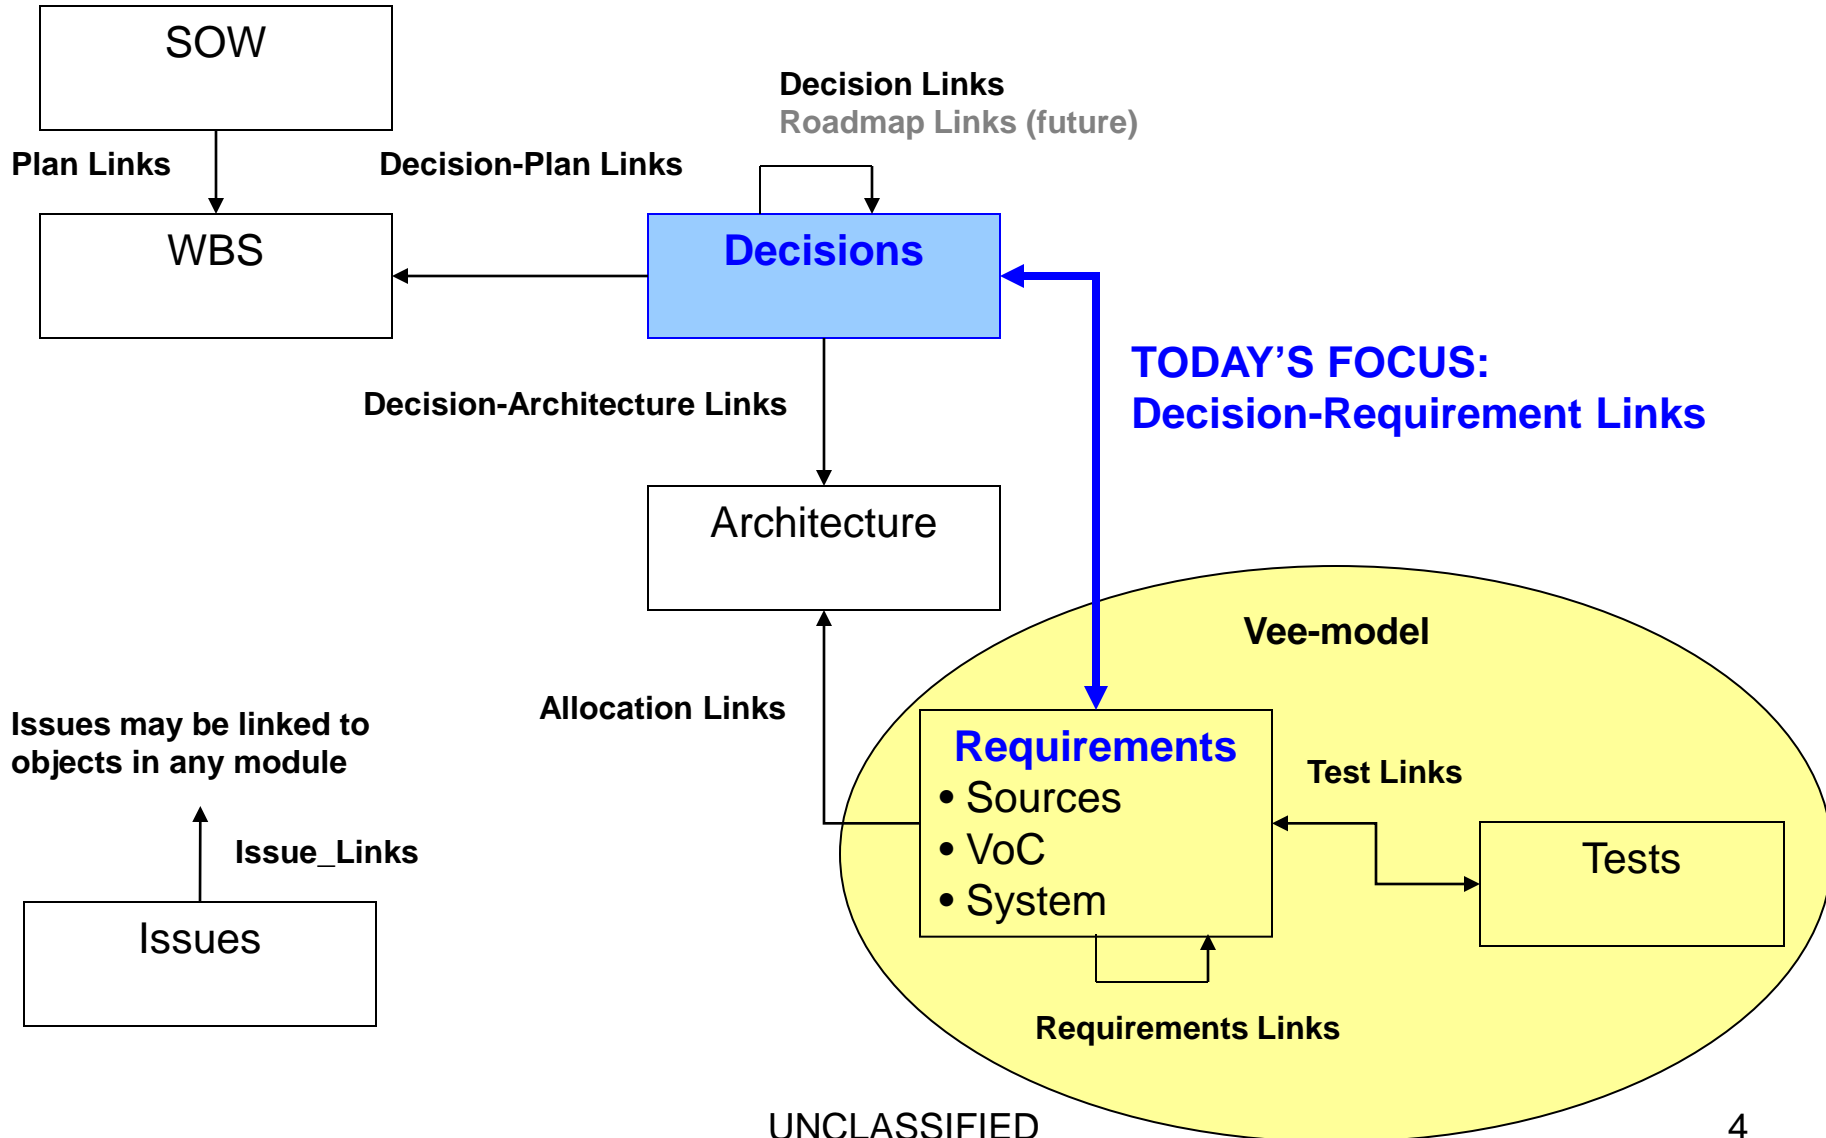 SOW
Decision Links
Roadmap Links (future)
Plan Links
Decision-Plan Links
WBS
Decisions
TODAY’S FOCUS:
Decision-Requirement Links
Decision-Architecture Links
Architecture
Vee-model
Allocation Links
Issues may be linked to
objects in any module
Requirements
• Sources
• VoC
• System
Test Links
Tests
Issue_Links
Issues
Requirements Links
UNCLASSIFIED
4